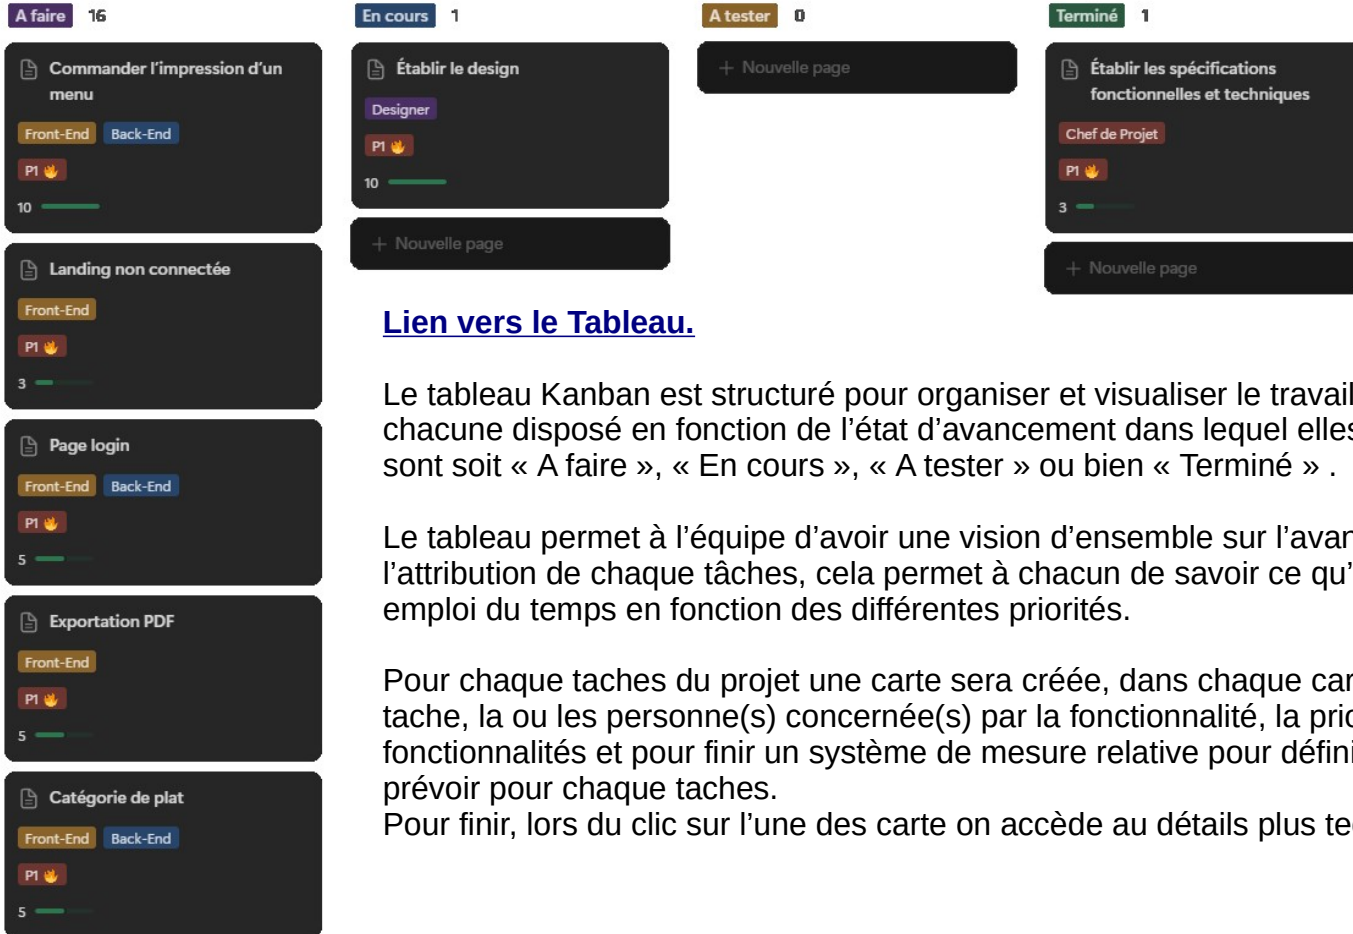 A faire 16
Commander l’impression d’un
menu
Front-End Back-End
P1
10
Landing non connectée
Front-End
P1
3
Page login
Front-End Back-End
P1
5
Exportation PDF
Front-End
P1
5
Catégorie de plat
Front-End Back-End
P1
5
En cours 1
Établir le design
Designer
P1
10
+ Nouvelle page
A tester 0
+ Nouvelle page
Terminé 1
Établir les spécifications
fonctionnelles et techniques
Chef de Projet
P1
3
+ Nouvelle page
Lien vers le Tableau.
Le tableau Kanban est structuré pour organiser et visualiser le travail
chacune disposé en fonction de l’état d’avancement dans lequel elles
sont soit « A faire », « En cours », « A tester » ou bien « Terminé » .
Le tableau permet à l’équipe d’avoir une vision d’ensemble sur l’avan
l’attribution de chaque tâches, cela permet à chacun de savoir ce qu’
emploi du temps en fonction des différentes priorités.
Pour chaque taches du projet une carte sera créée, dans chaque car
tache, la ou les personne(s) concernée(s) par la fonctionnalité, la prio
fonctionnalités et pour finir un système de mesure relative pour défini
prévoir pour chaque taches.
Pour finir, lors du clic sur l’une des carte on accède au détails plus te